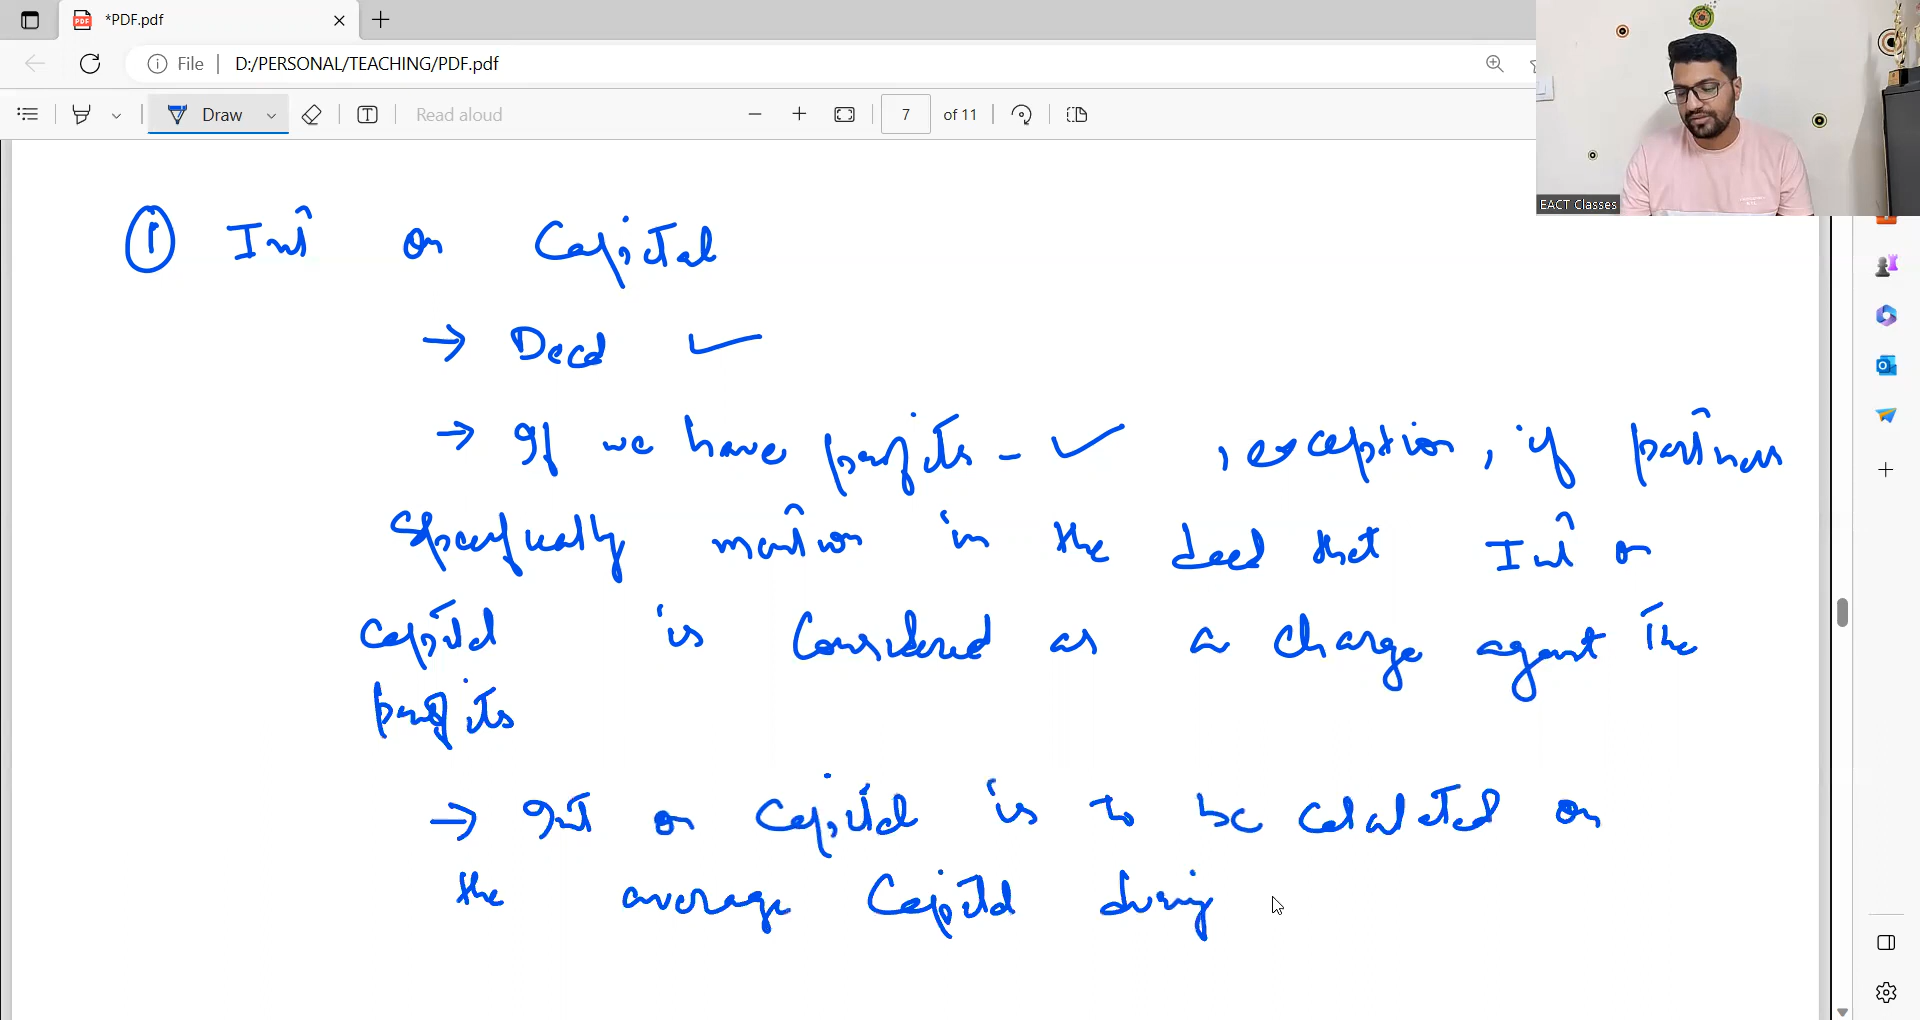 *PDF.pdf
File D:/PERSONAL/TEACHING/PDF.pdf
Draw Read aloud 7 of 11
EACT Classes
① Int on Capital
→ Deed ✓
→ If we have profits - ✓ , exception, if partners
Specifically mention in the deed that Int on
capital is Considered as a charge against the
profits
→ Int on Capital is to be calculated on
the average Capital during